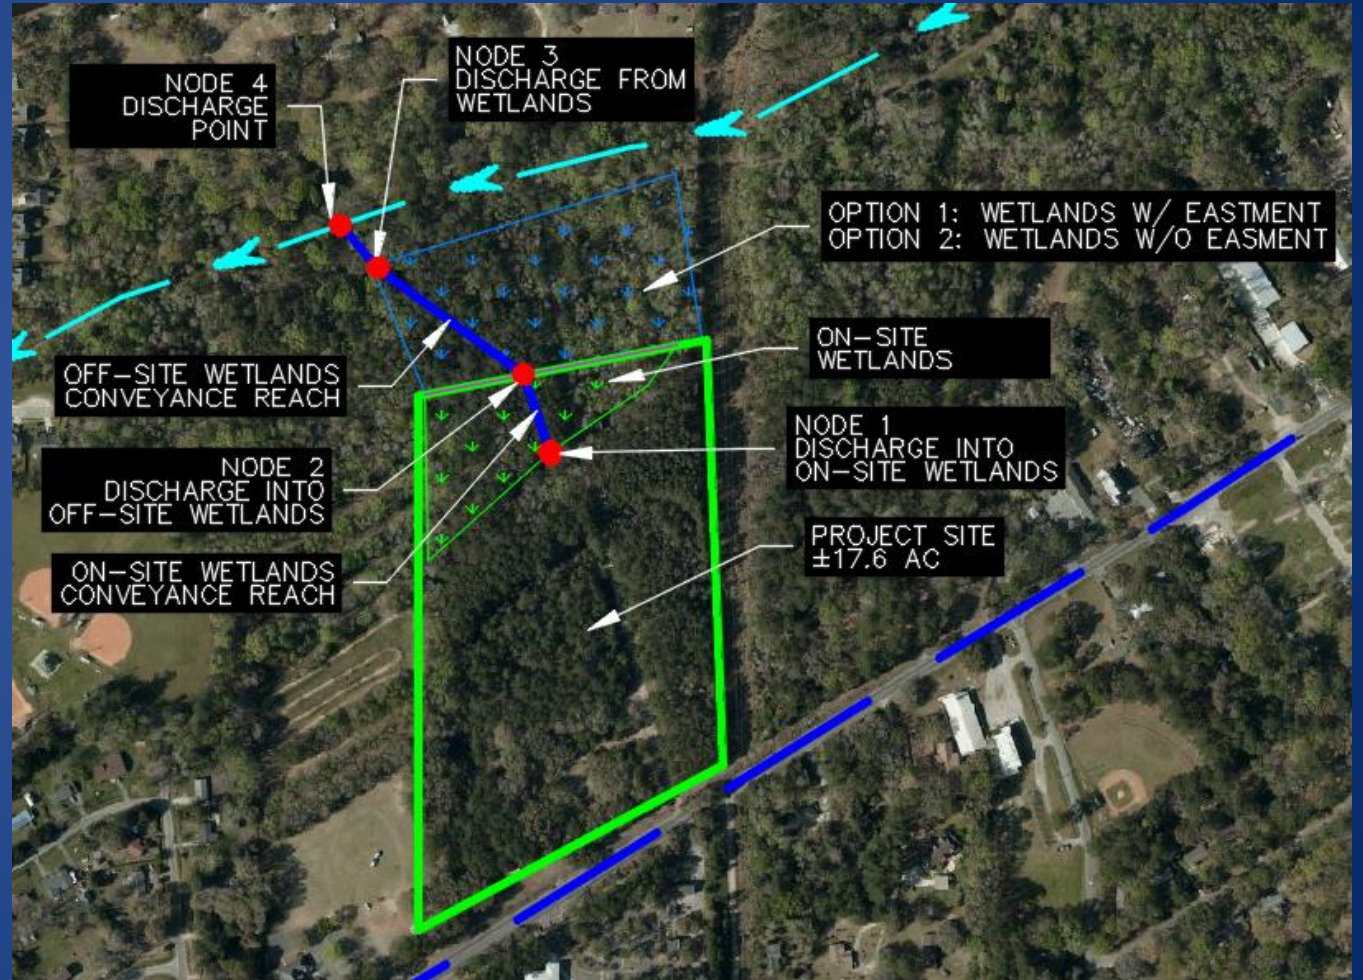 NODE 3
DISCHARGE FROM
WETLANDS
NODE 4
DISCHARGE
POINT
OPTION 1: WETLANDS W/ EASTMENT
OPTION 2: WETLANDS W/O EASMENT
ON-SITE
WETLANDS
OFF-SITE WETLANDS
CONVEYANCE REACH
NODE 1
DISCHARGE INTO
ON-SITE WETLANDS
NODE 2
DISCHARGE INTO
OFF-SITE WETLANDS
PROJECT SITE
±17.6 AC
ON-SITE WETLANDS
CONVEYANCE REACH